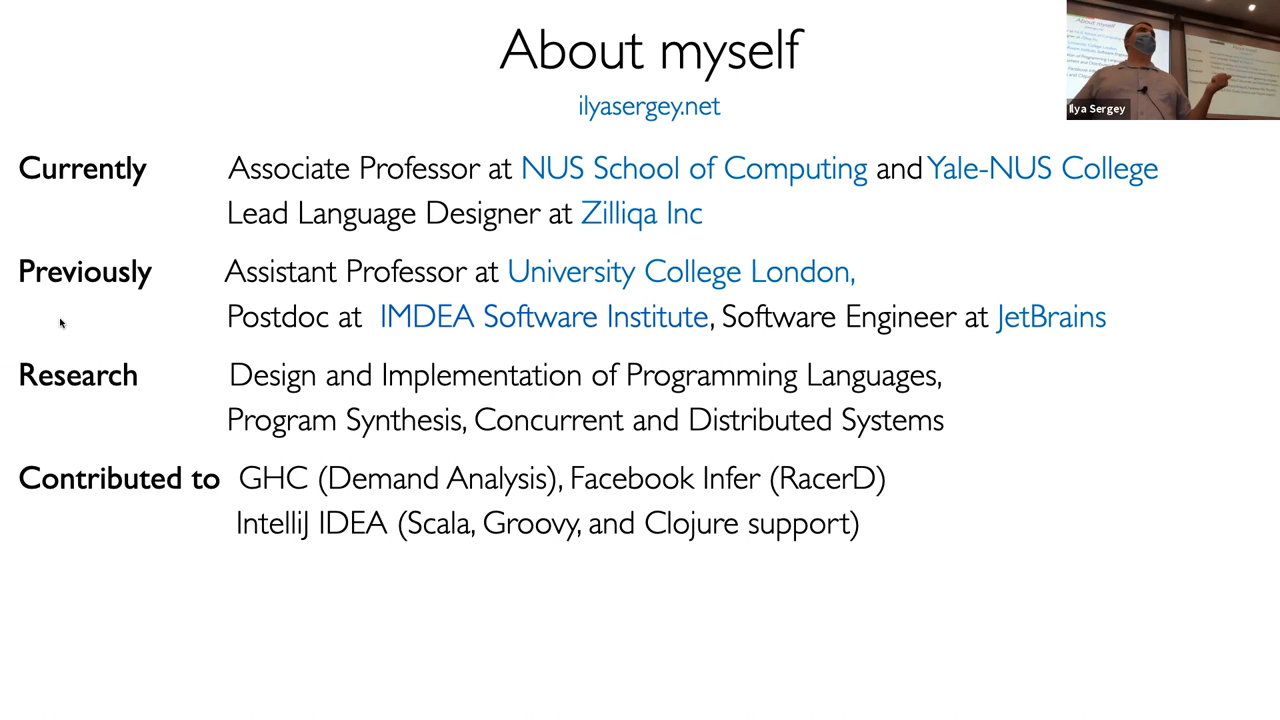 About myself
ilyasergey.net
Currently Associate Professor at NUS School of Computing and Yale-NUS College
Lead Language Designer at Zilliqa Inc
Previously Assistant Professor at University College London,
Postdoc at IMDEA Software Institute, Software Engineer at JetBrains
Research Design and Implementation of Programming Languages,
Program Synthesis, Concurrent and Distributed Systems
Contributed to GHC (Demand Analysis), Facebook Infer (RacerD)
IntelliJ IDEA (Scala, Groovy, and Clojure support)
Ilya Sergey